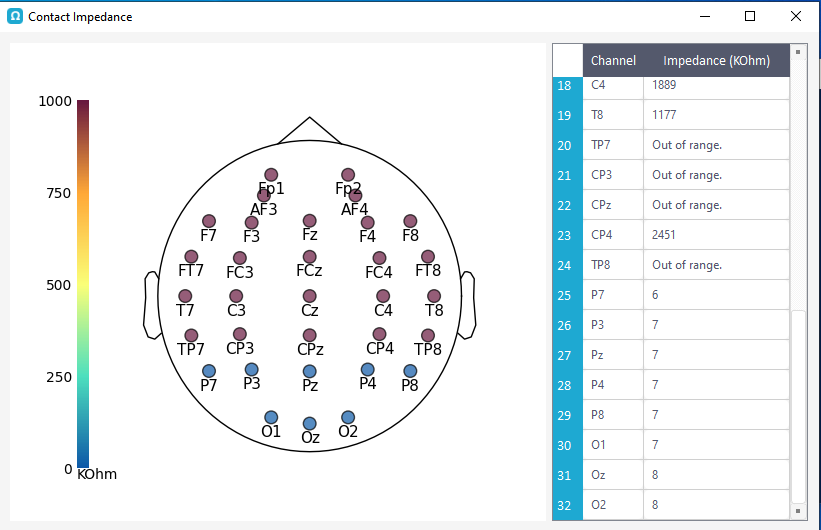 Ω Contact Impedance
1000
750
500
250
0
KOhm
Fp1 Fp2
AF3 AF4
F7 F3 Fz F4 F8
FT7 FC3 FCz FC4 FT8
T7 C3 Cz C4 T8
TP7 CP3 CPz CP4 TP8
P7 P3 Pz P4 P8
O1 Oz O2
Channel Impedance (KOhm)
18 C4 1889
19 T8 1177
20 TP7 Out of range.
21 CP3 Out of range.
22 CPz Out of range.
23 CP4 2451
24 TP8 Out of range.
25 P7 6
26 P3 7
27 Pz 7
28 P4 7
29 P8 7
30 O1 7
31 Oz 8
32 O2 8